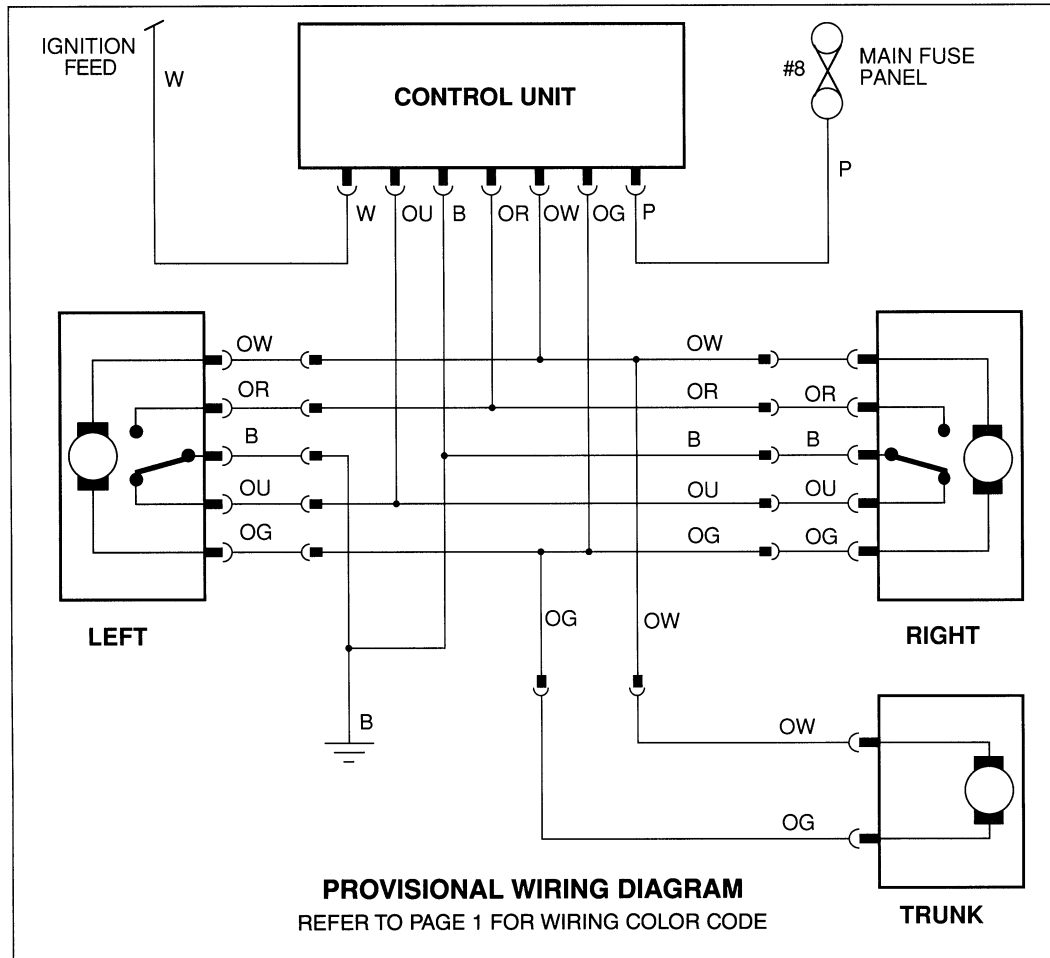 IGNITION
FEED
W
CONTROL UNIT
#8
MAIN FUSE
PANEL
P
W OU B OR OW OG P
OW
OR
B
OU
OG
LEFT
OW
OR OR
B B
OU OU
OG OG
RIGHT
OG
OW
B
OW
OG
TRUNK
PROVISIONAL WIRING DIAGRAM
REFER TO PAGE 1 FOR WIRING COLOR CODE